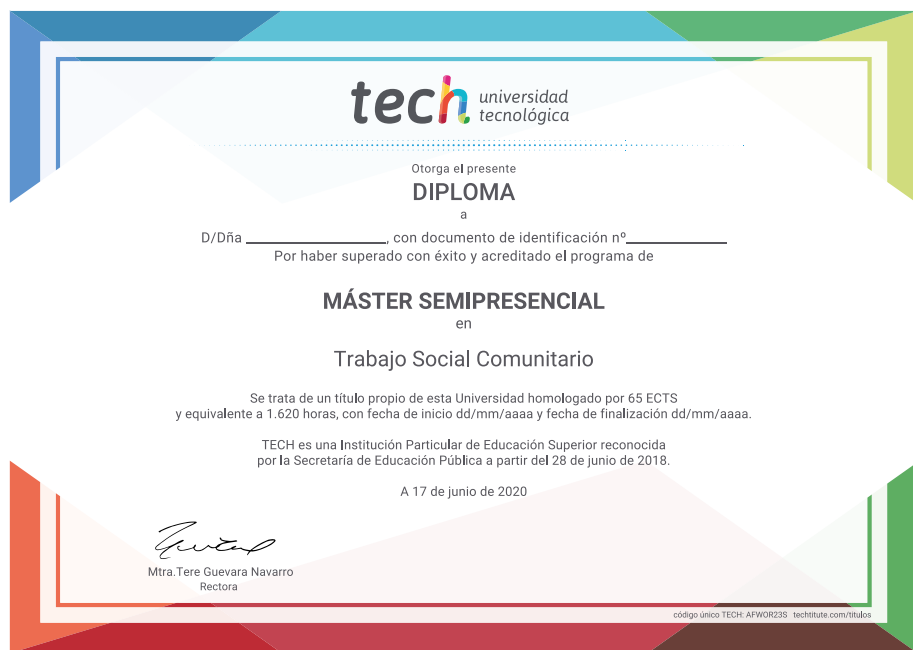 tech universidad
tecnológica
Otorga el presente
DIPLOMA
a
D/Dña ______________, con documento de identificación nº__________
Por haber superado con éxito y acreditado el programa de
MÁSTER SEMIPRESENCIAL
en
Trabajo Social Comunitario
Se trata de un título propio de esta Universidad homologado por 65 ECTS
y equivalente a 1.620 horas, con fecha de inicio dd/mm/aaaa y fecha de finalización dd/mm/aaaa.
TECH es una Institución Particular de Educación Superior reconocida
por la Secretaría de Educación Pública a partir del 28 de junio de 2018.
A 17 de junio de 2020
Mtra.Tere Guevara Navarro
Rectora
código único TECH: AFWOR23S techtitute.com/titulos